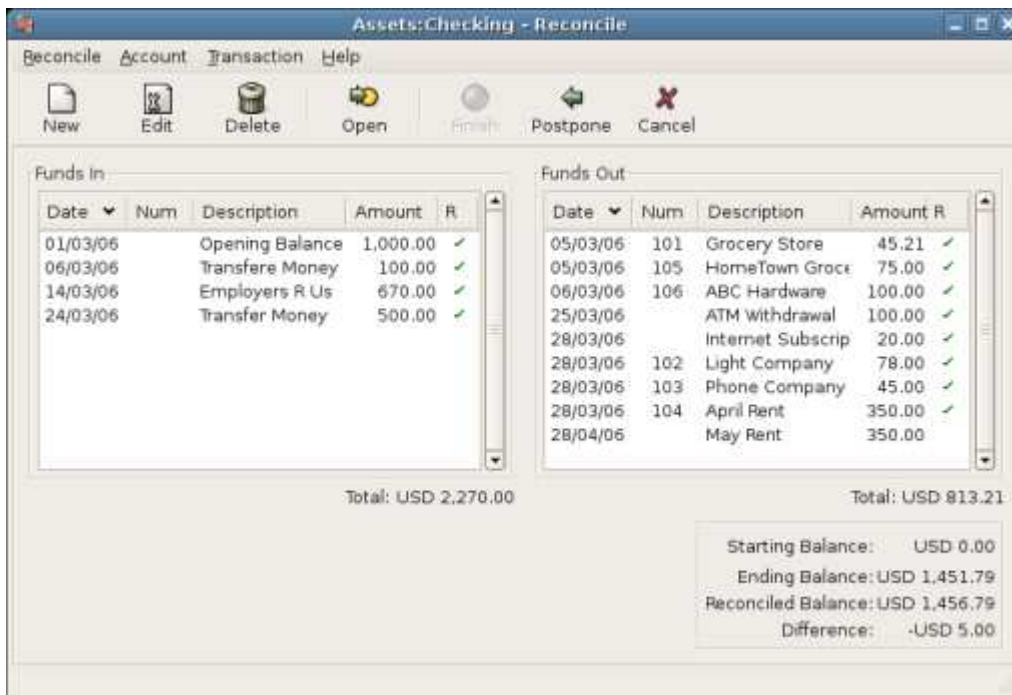 Assets:Checking - Reconcile
Reconcile Account Transaction Help
New Edit Delete Open Finish Postpone Cancel
Funds In
Date Num Description Amount R
01/03/06 Opening Balance 1,000.00 ✓
06/03/06 Transfere Money 100.00 ✓
14/03/06 Employers R Us 670.00 ✓
24/03/06 Transfer Money 500.00 ✓
Total: USD 2,270.00
Funds Out
Date Num Description Amount R
05/03/06 101 Grocery Store 45.21 ✓
05/03/06 105 HomeTown Groce 75.00 ✓
06/03/06 106 ABC Hardware 100.00 ✓
25/03/06 ATM Withdrawal 100.00 ✓
28/03/06 Internet Subscrip 20.00 ✓
28/03/06 102 Light Company 78.00 ✓
28/03/06 103 Phone Company 45.00 ✓
28/03/06 104 April Rent 350.00 ✓
28/04/06 May Rent 350.00
Total: USD 813.21
Starting Balance: USD 0.00
Ending Balance: USD 1,451.79
Reconciled Balance: USD 1,456.79
Difference: -USD 5.00